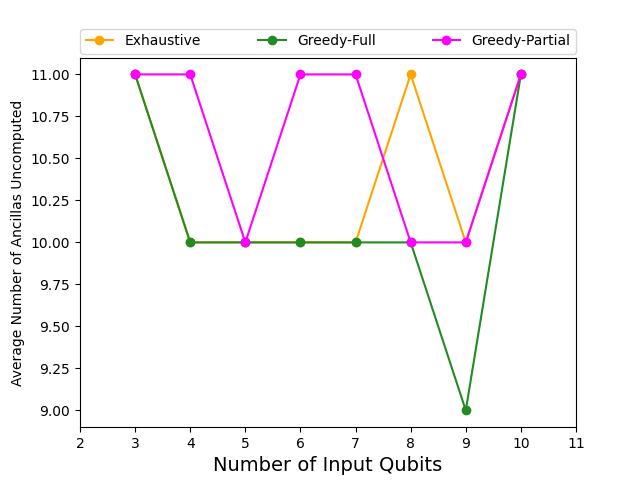 Exhaustive Greedy-Full Greedy-Partial
Average Number of Ancillas Uncomputed
11.00
10.75
10.50
10.25
10.00
9.75
9.50
9.25
9.00
2 3 4 5 6 7 8 9 10 11
Number of Input Qubits